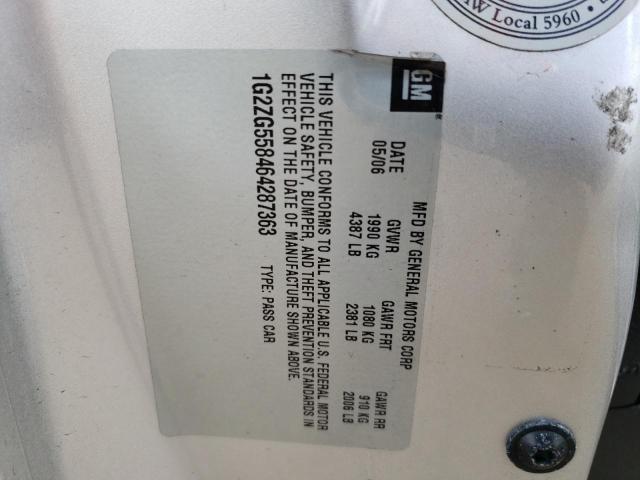 W Local 5960
GM
MFD BY GENERAL MOTORS CORP
DATE GVWR GAWR FRT GAWR RR
05/06 1990 KG 1080 KG 910 KG
4387 LB 2381 LB 2006 LB
THIS VEHICLE CONFORMS TO ALL APPLICABLE U.S. FEDERAL MOTOR
VEHICLE SAFETY, BUMPER, AND THEFT PREVENTION STANDARDS IN
EFFECT ON THE DATE OF MANUFACTURE SHOWN ABOVE.
1G2ZG558464287363 TYPE: PASS CAR